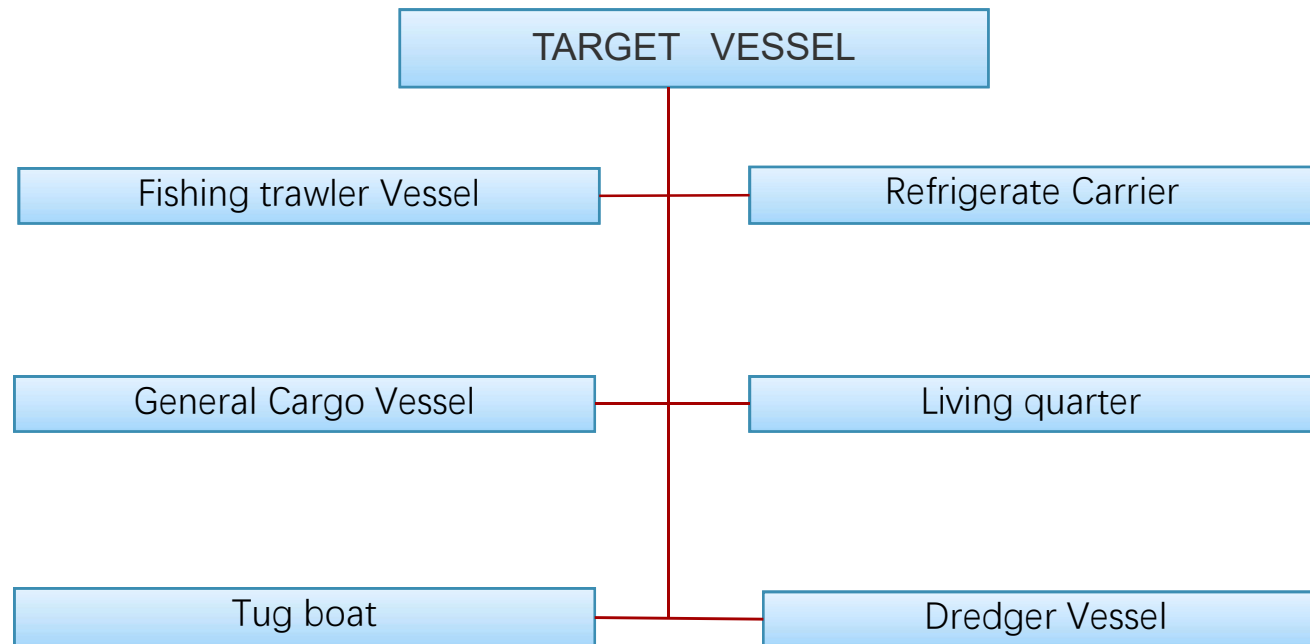 TARGET VESSEL
Fishing trawler Vessel
Refrigerate Carrier
General Cargo Vessel
Living quarter
Tug boat
Dredger Vessel